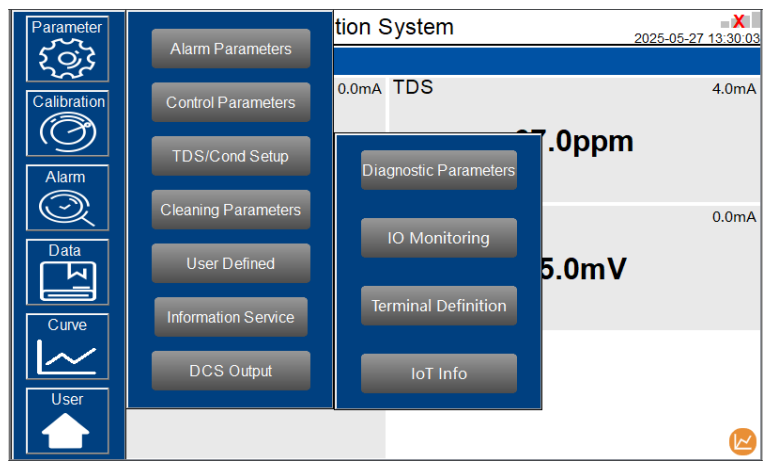 Parameter
Calibration
Alarm
Data
Curve
User
Alarm Parameters
Control Parameters
TDS/Cond Setup
Cleaning Parameters
User Defined
Information Service
DCS Output
Diagnostic Parameters
IO Monitoring
Terminal Definition
IoT Info
tion System
2025-05-27 13:30:03
0.0mA TDS 4.0mA
7.0ppm
0.0mA
5.0mV